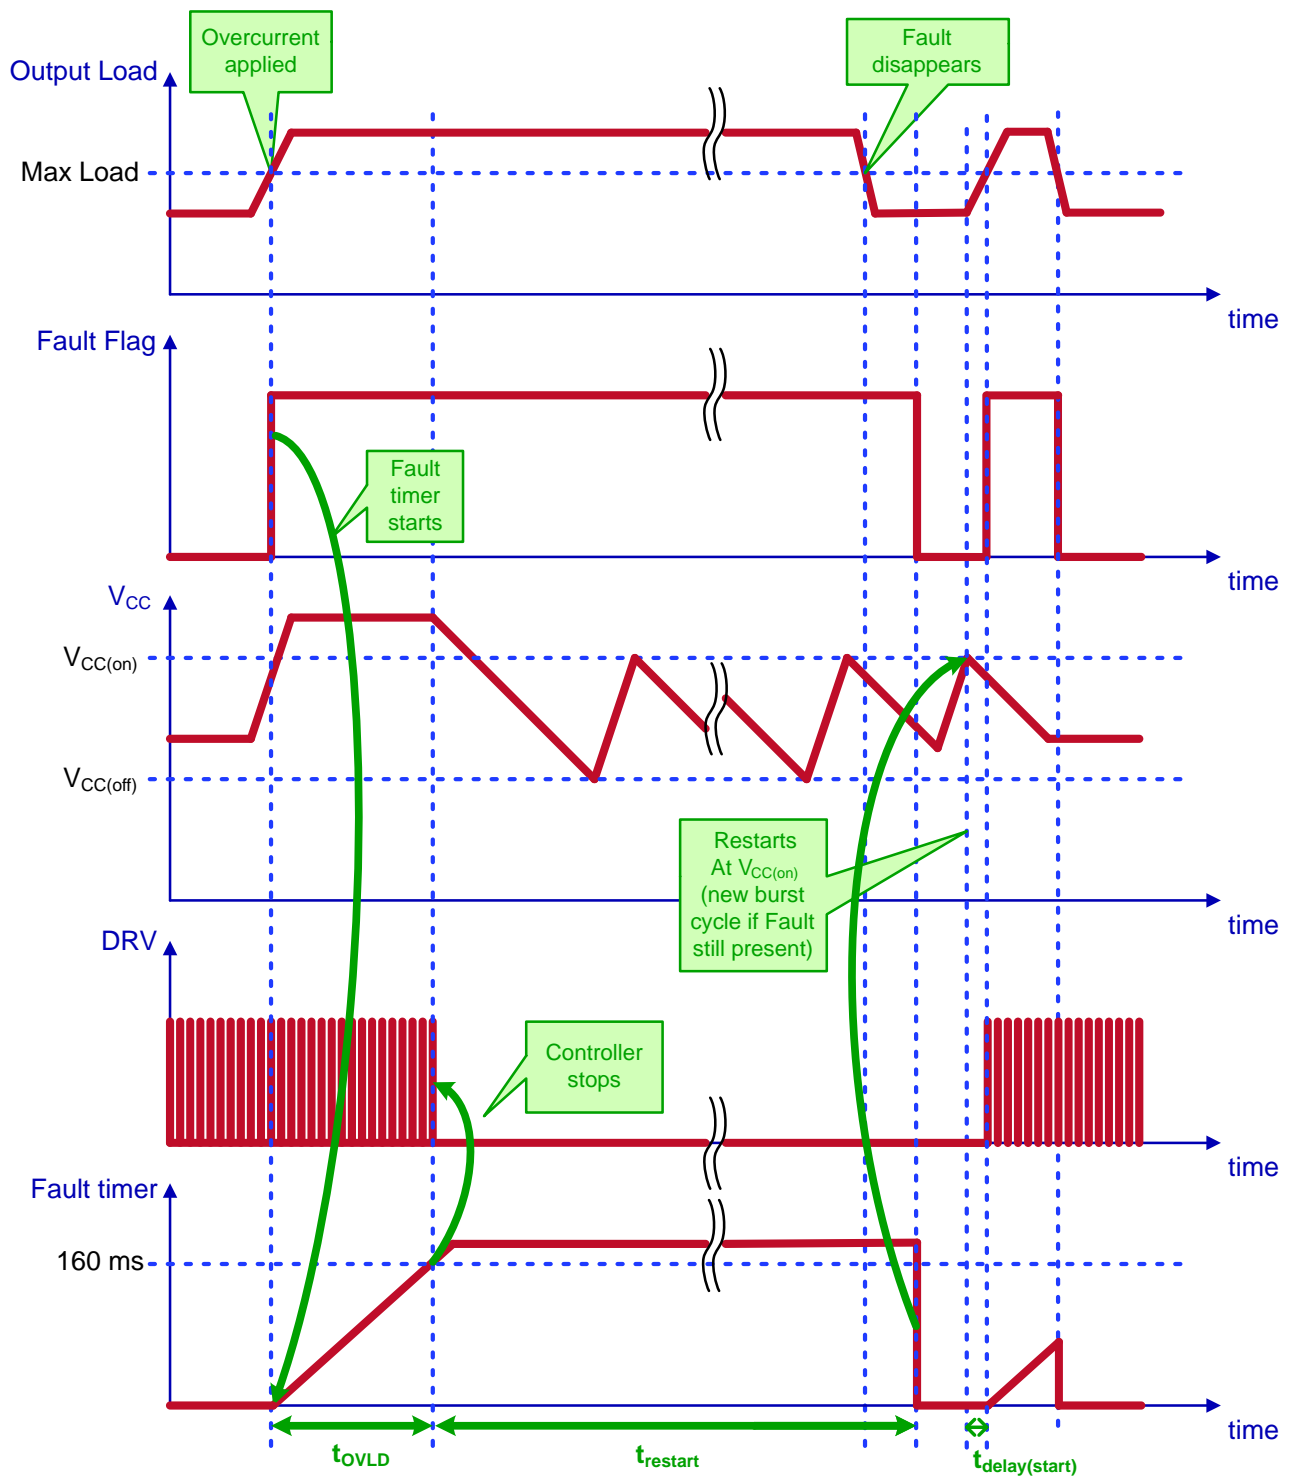 Overcurrent
applied
Fault
disappears
Output Load
Max Load
time
Fault Flag
Fault
timer
starts
time
VCC
VCC(on)
VCC(off)
Restarts
At VCC(on)
(new burst
cycle if Fault
still present)
time
DRV
Controller
stops
time
Fault timer
160 ms
time
tOVLD
trestart
tdelay(start)